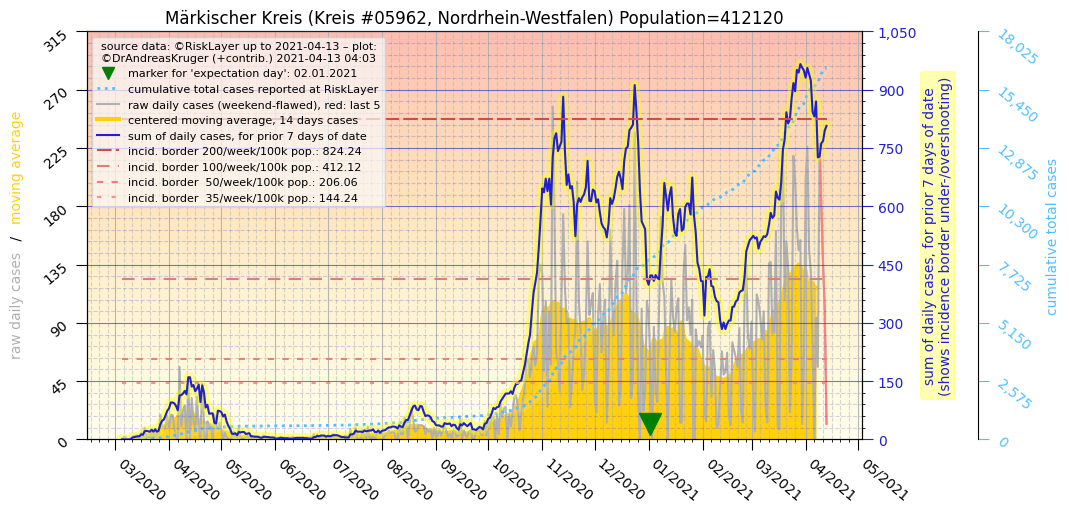 Märkischer Kreis (Kreis #05962, Nordrhein-Westfalen) Population=412120
source data: ©RiskLayer up to 2021-04-13 – plot:
©DrAndreasKruger (+contrib.) 2021-04-13 04:03
marker for 'expectation day': 02.01.2021
cumulative total cases reported at RiskLayer
raw daily cases (weekend-flawed), red: last 5
centered moving average, 14 days cases
sum of daily cases, for prior 7 days of date
incid. border 200/week/100k pop.: 824.24
incid. border 100/week/100k pop.: 412.12
incid. border  50/week/100k pop.: 206.06
incid. border  35/week/100k pop.: 144.24
raw daily cases / moving average
315
270
225
180
135
90
45
0
03/2020
04/2020
05/2020
06/2020
07/2020
08/2020
09/2020
10/2020
11/2020
12/2020
01/2021
02/2021
03/2021
04/2021
05/2021
1,050
900
750
600
450
300
150
0
sum of daily cases, for prior 7 days of date
(shows incidence border under-/overshooting)
18,025
15,450
12,875
10,300
7,725
5,150
2,575
0
cumulative total cases